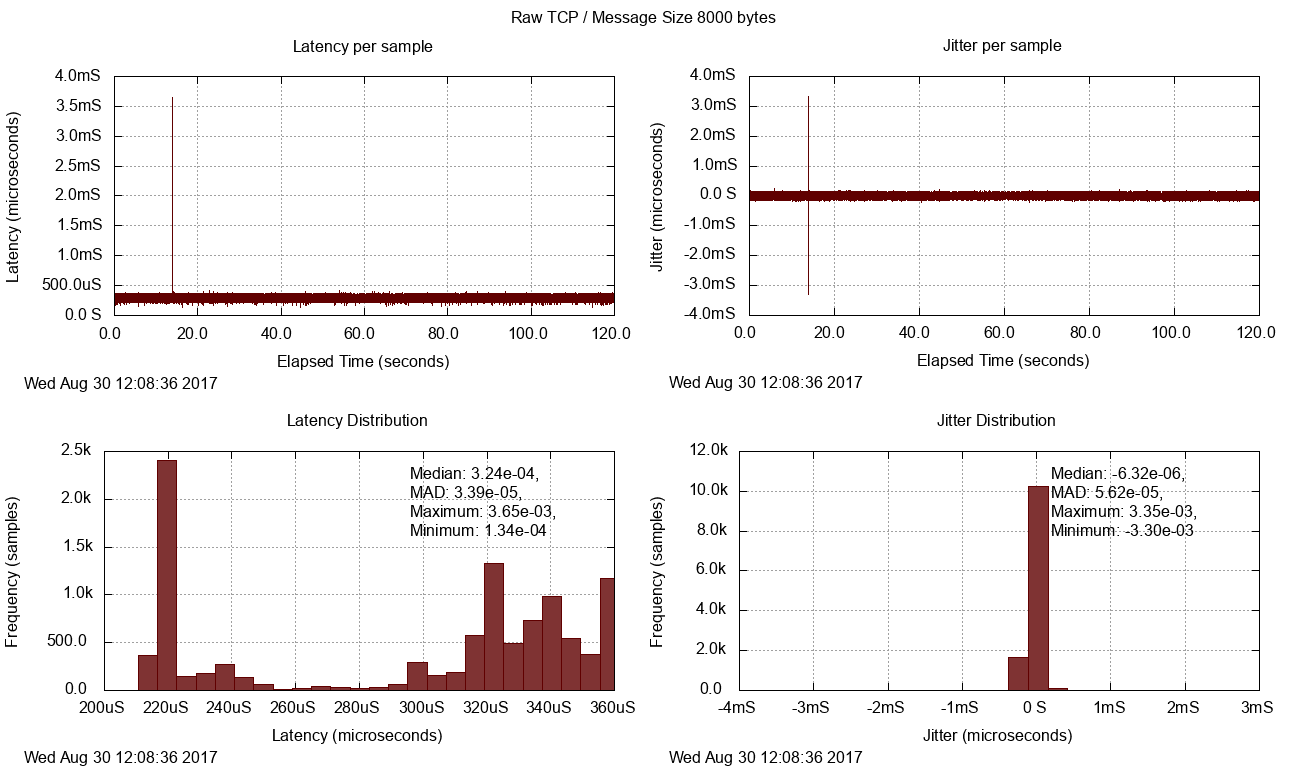 Raw TCP / Message Size 8000 bytes
Latency per sample
4.0mS
3.5mS
3.0mS
2.5mS
2.0mS
1.5mS
1.0mS
500.0uS
0.0 S
Latency (microseconds)
0.0 20.0 40.0 60.0 80.0 100.0 120.0
Elapsed Time (seconds)
Wed Aug 30 12:08:36 2017
Jitter per sample
4.0mS
3.0mS
2.0mS
1.0mS
0.0 S
-1.0mS
-2.0mS
-3.0mS
-4.0mS
Jitter (microseconds)
0.0 20.0 40.0 60.0 80.0 100.0 120.0
Elapsed Time (seconds)
Wed Aug 30 12:08:36 2017
Latency Distribution
2.5k
2.0k
1.5k
1.0k
500.0
0.0
Frequency (samples)
Median: 3.24e-04,
MAD: 3.39e-05,
Maximum: 3.65e-03,
Minimum: 1.34e-04
200uS 220uS 240uS 260uS 280uS 300uS 320uS 340uS 360uS
Latency (microseconds)
Wed Aug 30 12:08:36 2017
Jitter Distribution
12.0k
10.0k
8.0k
6.0k
4.0k
2.0k
0.0
Frequency (samples)
Median: -6.32e-06,
MAD: 5.62e-05,
Maximum: 3.35e-03,
Minimum: -3.30e-03
-4mS -3mS -2mS -1mS 0 S 1mS 2mS 3mS
Jitter (microseconds)
Wed Aug 30 12:08:36 2017